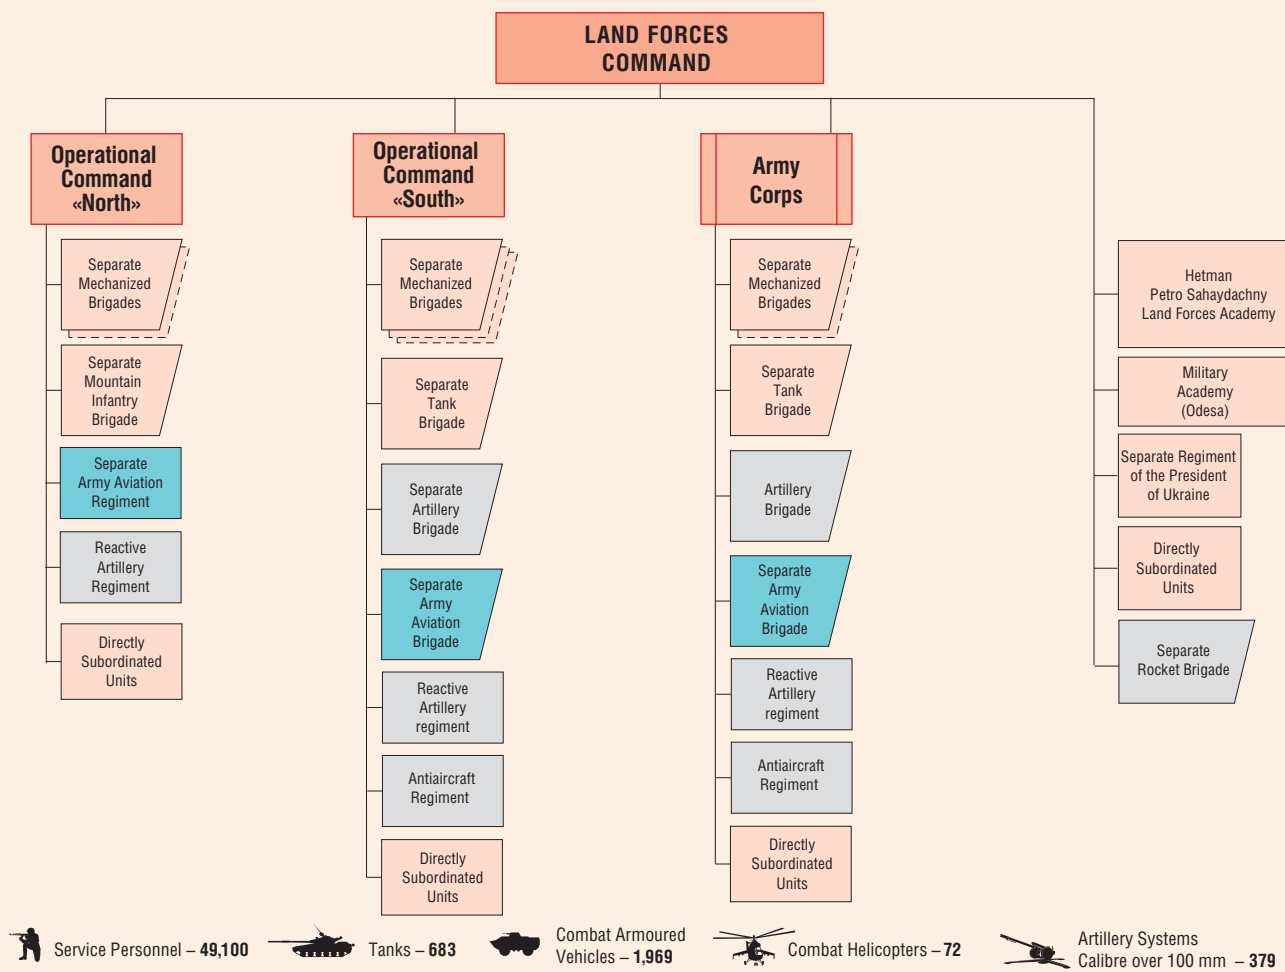 LAND FORCES
COMMAND
Operational
Command
«North»
Separate
Mechanized
Brigades
Separate
Mountain
Infantry
Brigade
Separate
Army Aviation
Regiment
Reactive
Artillery
Regiment
Directly
Subordinated
Units
Operational
Command
«South»
Separate
Mechanized
Brigades
Separate
Tank
Brigade
Separate
Artillery
Brigade
Separate
Army
Aviation
Brigade
Reactive
Artillery
regiment
Antiaircraft
Regiment
Directly
Subordinated
Units
Army
Corps
Separate
Mechanized
Brigades
Separate
Tank
Brigade
Artillery
Brigade
Separate
Army
Aviation
Brigade
Reactive
Artillery
regiment
Antiaircraft
Regiment
Directly
Subordinated
Units
Hetman
Petro Sahaydachny
Land Forces Academy
Military
Academy
(Odesa)
Separate Regiment
of the President
of Ukraine
Directly
Subordinated
Units
Separate
Rocket Brigade
Service Personnel – 49,100
Tanks – 683
Combat Armoured
Vehicles – 1,969
Combat Helicopters – 72
Artillery Systems
Calibre over 100 mm – 379